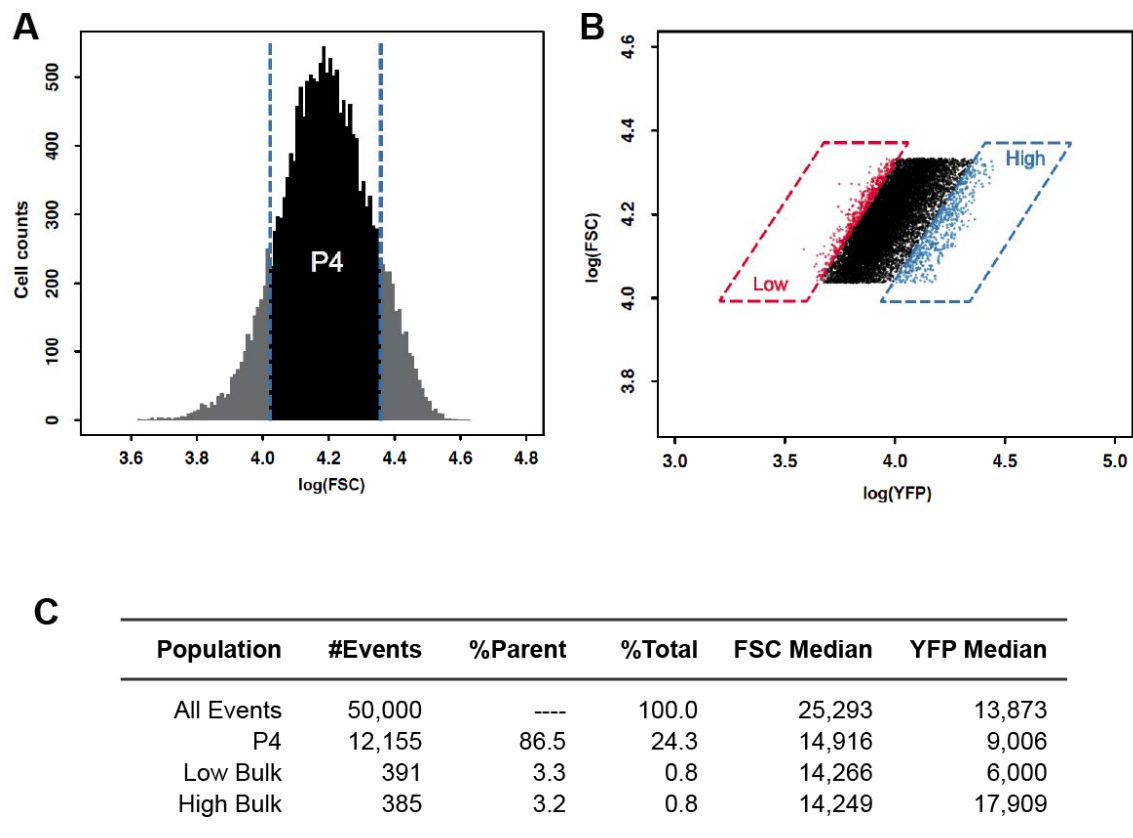 A
500
400
300
200
100
0
Cell counts
P4
3.6 3.8 4.0 4.2 4.4 4.6 4.8
log(FSC)
B
4.6
4.4
4.2
4.0
3.8
log(FSC)
High
Low
3.0 3.5 4.0 4.5 5.0
log(YFP)
C
Population #Events %Parent %Total FSC Median YFP Median
All Events 50,000 ---- 100.0 25,293 13,873
P4 12,155 86.5 24.3 14,916 9,006
Low Bulk 391 3.3 0.8 14,266 6,000
High Bulk 385 3.2 0.8 14,249 17,909